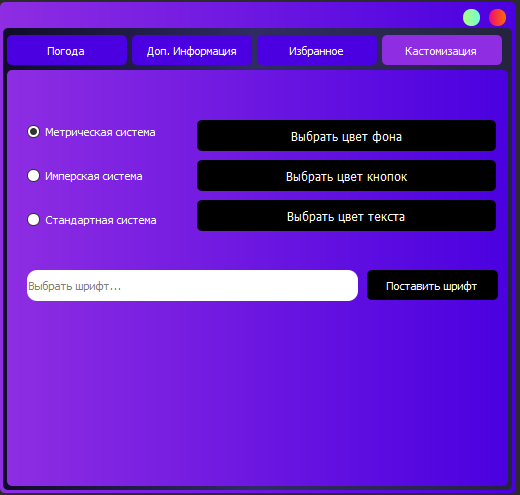 Погода
Доп. Информация
Избранное
Кастомизация
Метрическая система
Выбрать цвет фона
Имперская система
Выбрать цвет кнопок
Стандартная система
Выбрать цвет текста
Выбрать шрифт...
Поставить шрифт